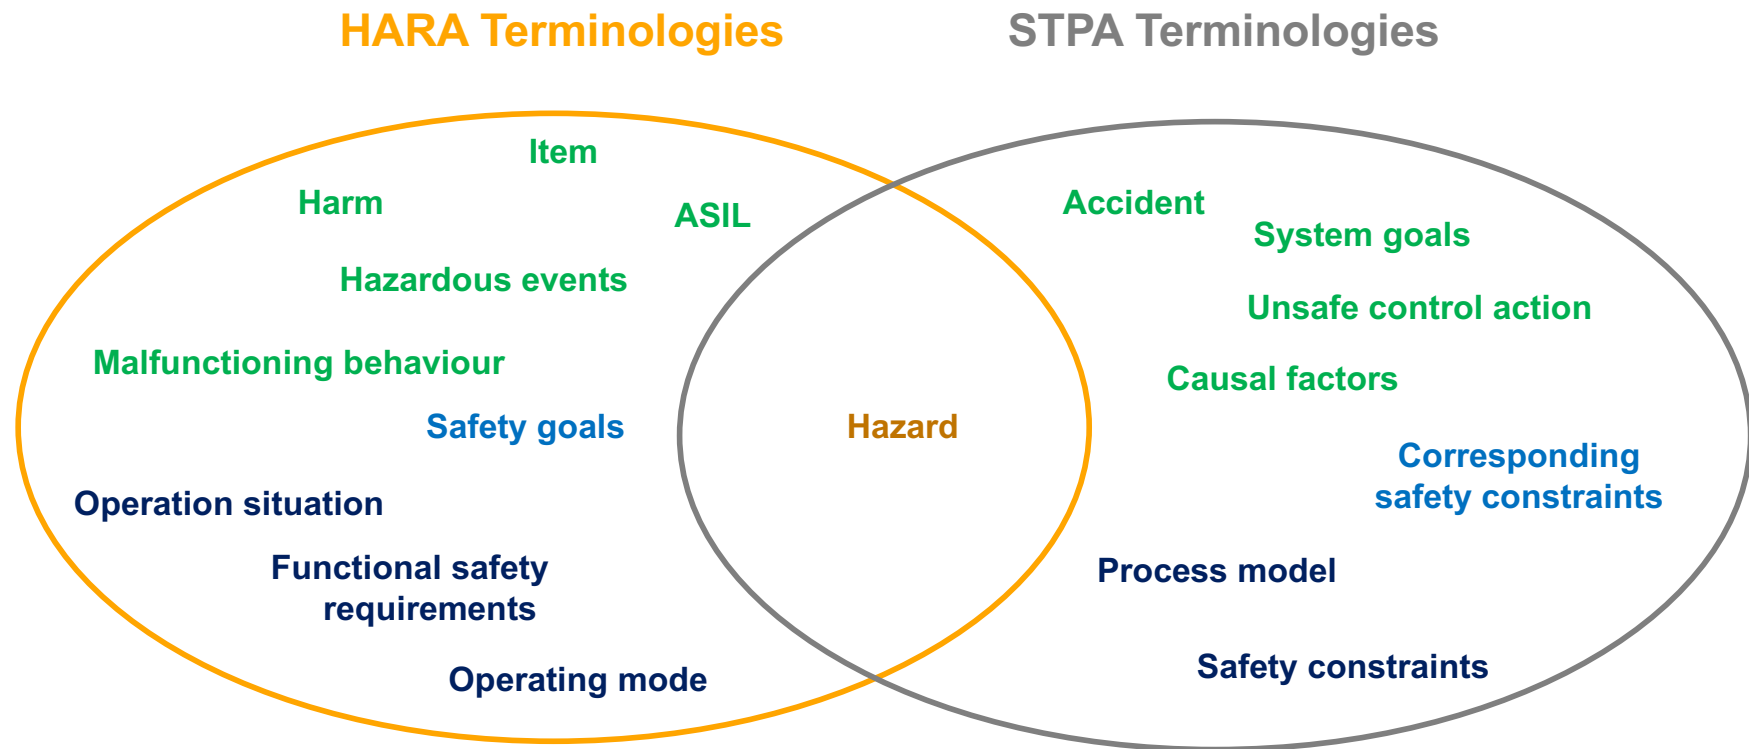 HARA Terminologies
STPA Terminologies
Item
Harm
ASIL
Hazardous events
Malfunctioning behaviour
Safety goals
Operation situation
Functional safety
requirements
Operating mode
Hazard
Accident
System goals
Unsafe control action
Causal factors
Corresponding
safety constraints
Process model
Safety constraints